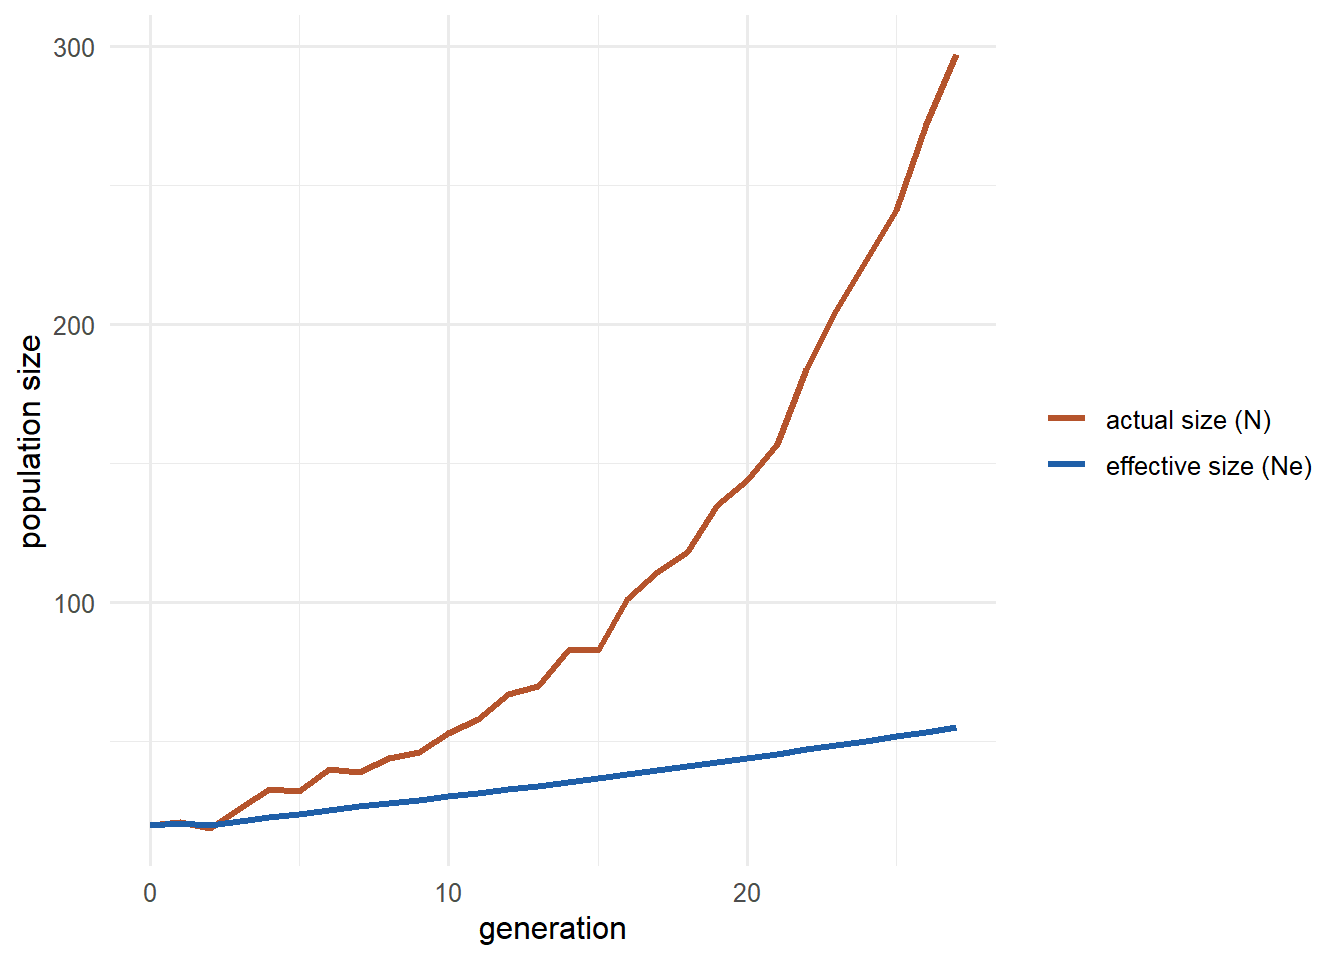 300
200
100
population size
0 10 20
generation
actual size (N)
effective size (Ne)